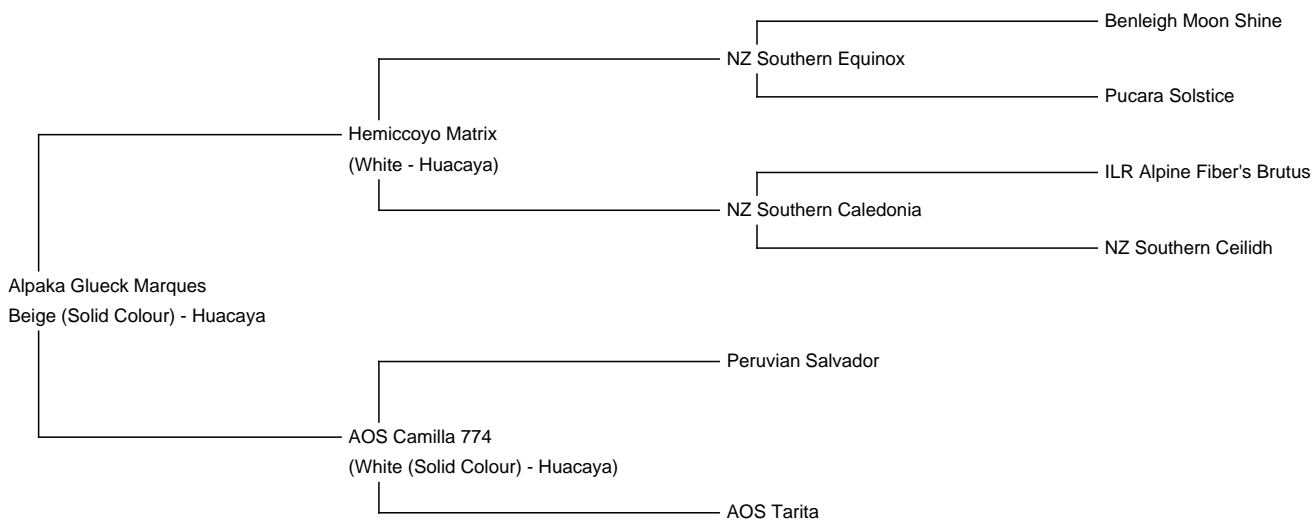 Benleigh Moon Shine
NZ Southern Equinox
Pucara Solstice
Hemiccoyo Matrix
(White - Huacaya)
ILR Alpine Fiber's Brutus
NZ Southern Caledonia
NZ Southern Ceilidh
Alpaka Glueck Marques
Beige (Solid Colour) - Huacaya
Peruvian Salvador
AOS Camilla 774
(White (Solid Colour) - Huacaya)
AOS Tarita